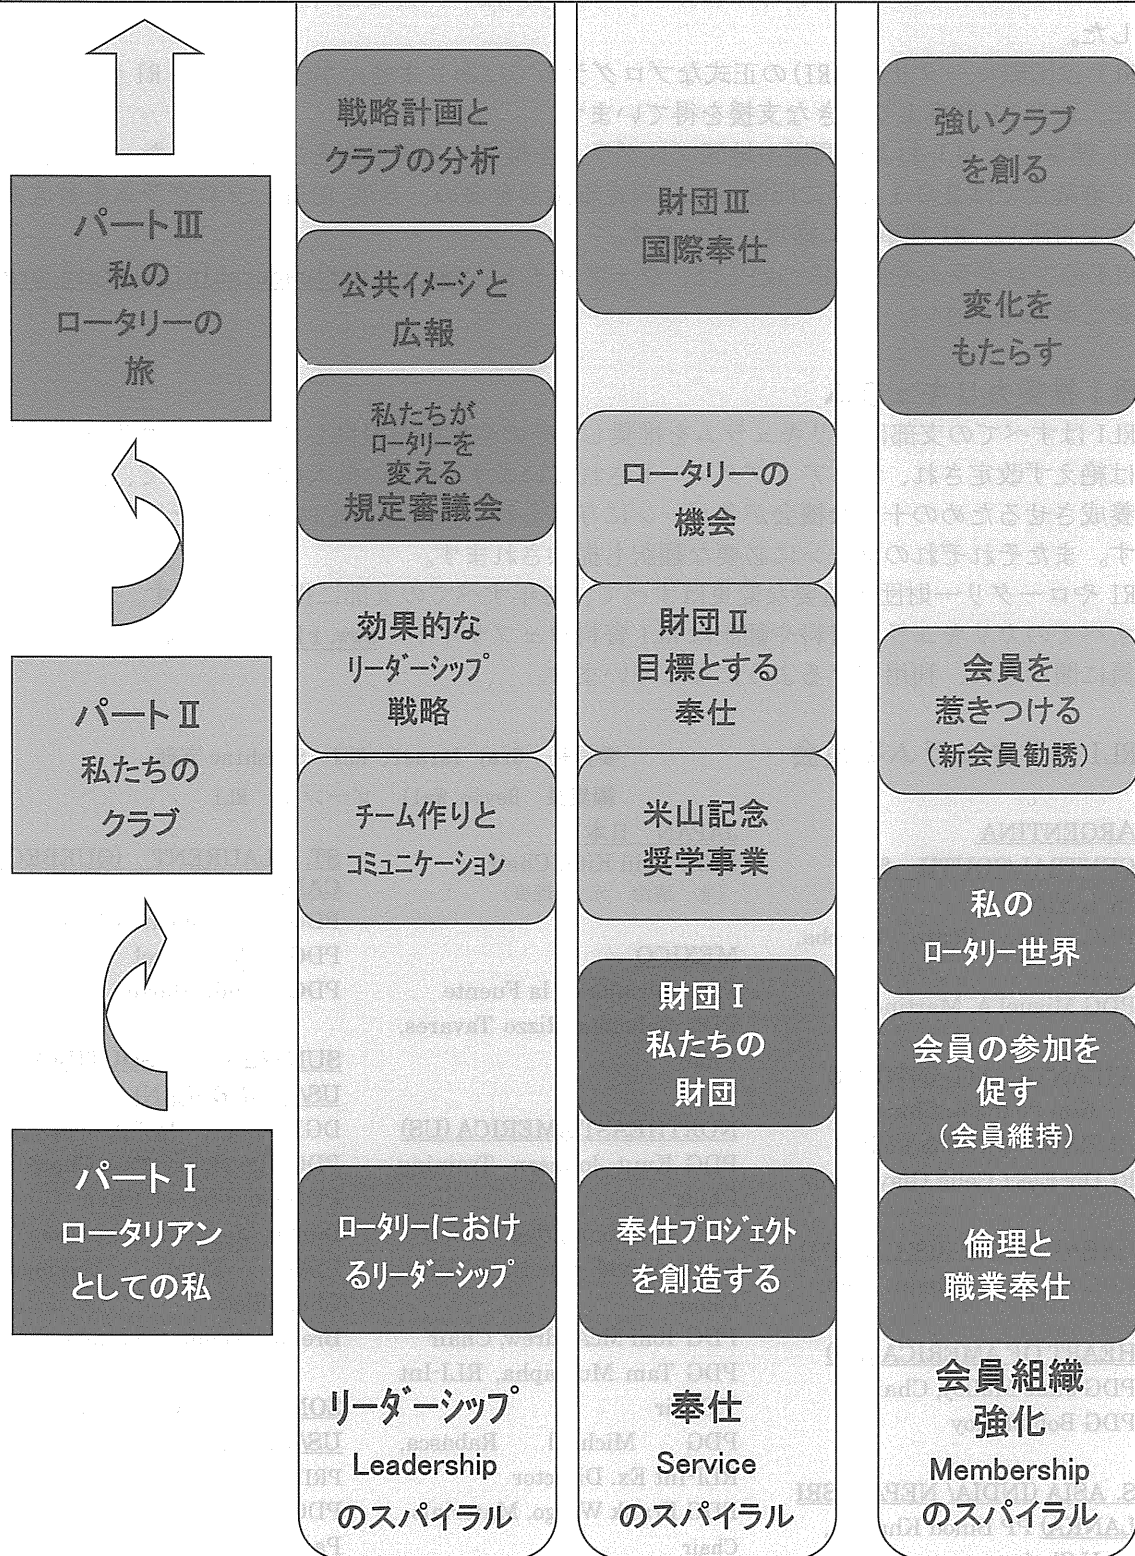 パートⅢ
私の
ロータリーの
旅
パートⅡ
私たちの
クラブ
パートⅠ
ロータリアン
としての私
戦略計画と
クラブの分析
公共イメージと
広報
私たちが
ロータリーを
変える
規定審議会
効果的な
リーダーシップ
戦略
チーム作りと
コミュニケーション
ロータリーにおけ
るリーダーシップ
リーダーシップ
Leadership
のスパイラル
財団Ⅲ
国際奉仕
ロータリーの
機会
財団Ⅱ
目標とする
奉仕
米山記念
奨学事業
財団Ⅰ
私たちの
財団
奉仕プロジェクト
を創造する
奉仕
Service
のスパイラル
強いクラブ
を創る
変化を
もたらす
会員を
惹きつける
(新会員勧誘)
私の
ロータリー世界
会員の参加を
促す
(会員維持)
倫理と
職業奉仕
会員組織
強化
Membership
のスパイラル